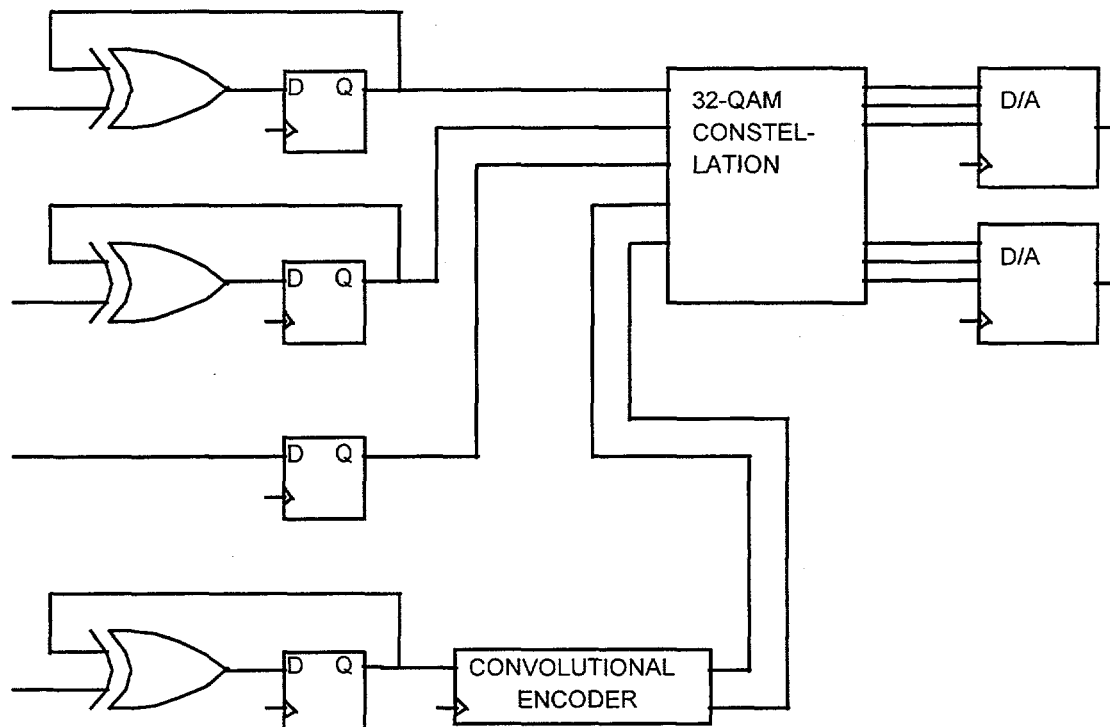 D Q
32-QAM
CONSTEL-
LATION
D/A
D Q
D/A
D Q
D Q
CONVOLUTIONAL
ENCODER